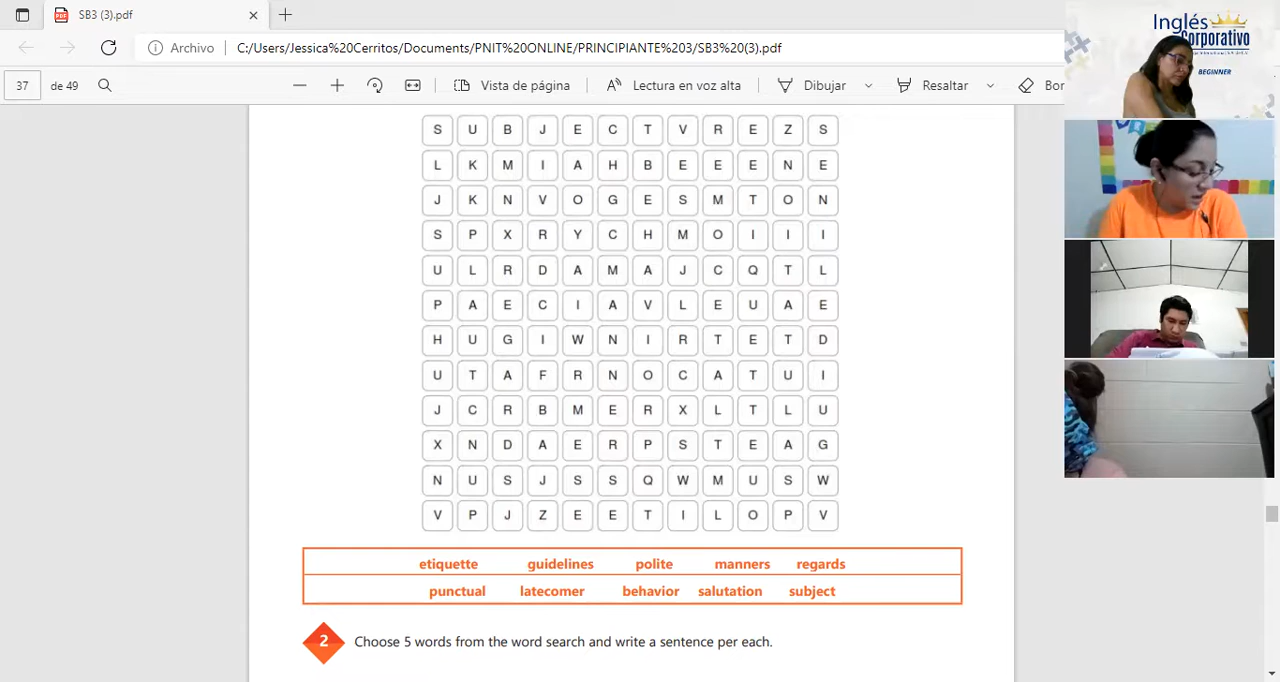 SB3 (3).pdf
Archivo C:/Users/Jessica%20Cerritos/Documents/PNIT%20ONLINE/PRINCIPIANTE%203/SB3%20(3).pdf
37 de 49 Vista de página Lectura en voz alta Dibujar Resaltar Bor
Inglés
Corporativo
BEGINNER
S U B J E C T V R E Z S
L K M I A H B E E E N E
J K N V O G E S M T O N
S P X R Y C H M O I I I
U L R D A M A J C Q T L
P A E C I A V L E U A E
H U G I W N I R T E T D
U T A F R N O C A T U I
J C R B M E R X L T L U
X N D A E R P S T E A G
N U S J S S Q W M U S W
V P J Z E E T I L O P V
etiquette guidelines polite manners regards
punctual latecomer behavior salutation subject
2 Choose 5 words from the word search and write a sentence per each.